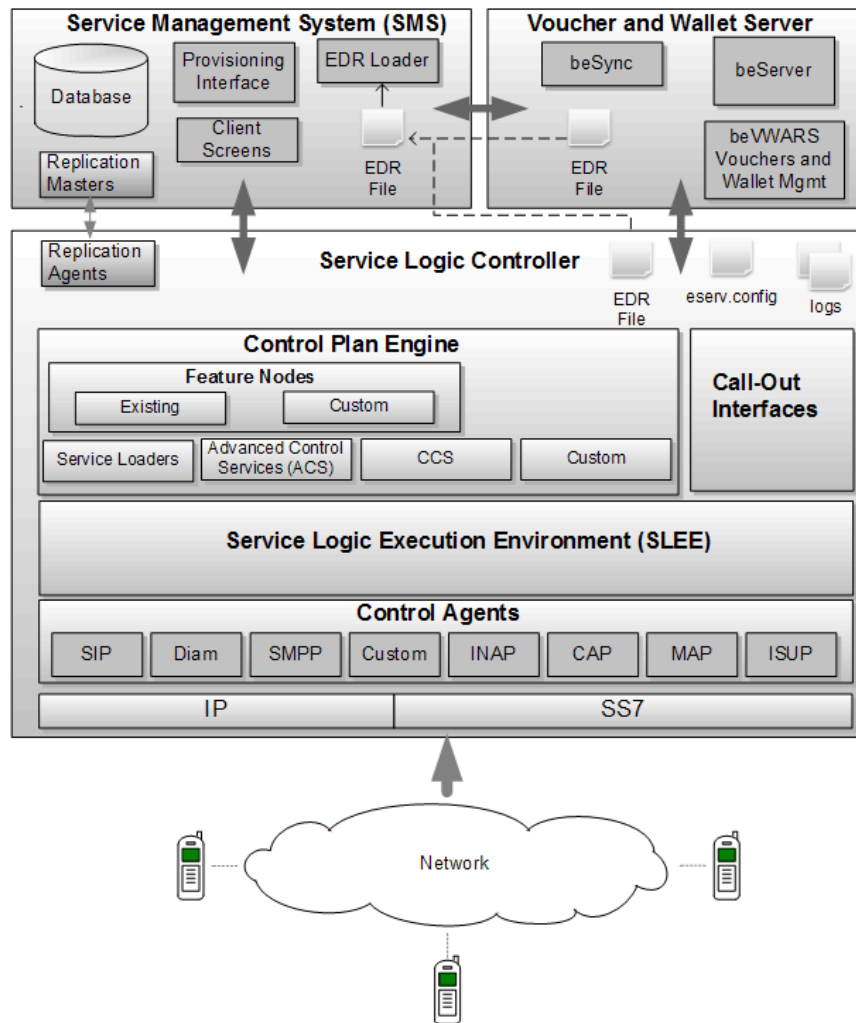 Service Management System (SMS)
Database
Provisioning
Interface
EDR Loader
Client
Screens
EDR
File
Replication
Masters
Voucher and Wallet Server
beSync
beServer
EDR
File
beVWARS
Vouchers and
Wallet Mgmt
Replication
Agents
Service Logic Controller
EDR
File
eserv.config
logs
Control Plan Engine
Feature Nodes
Existing
Custom
Service Loaders
Advanced Control
Services (ACS)
CCS
Custom
Call-Out
Interfaces
Service Logic Execution Environment (SLEE)
Control Agents
SIP
Diam
SMPP
Custom
INAP
CAP
MAP
ISUP
IP
SS7
Network